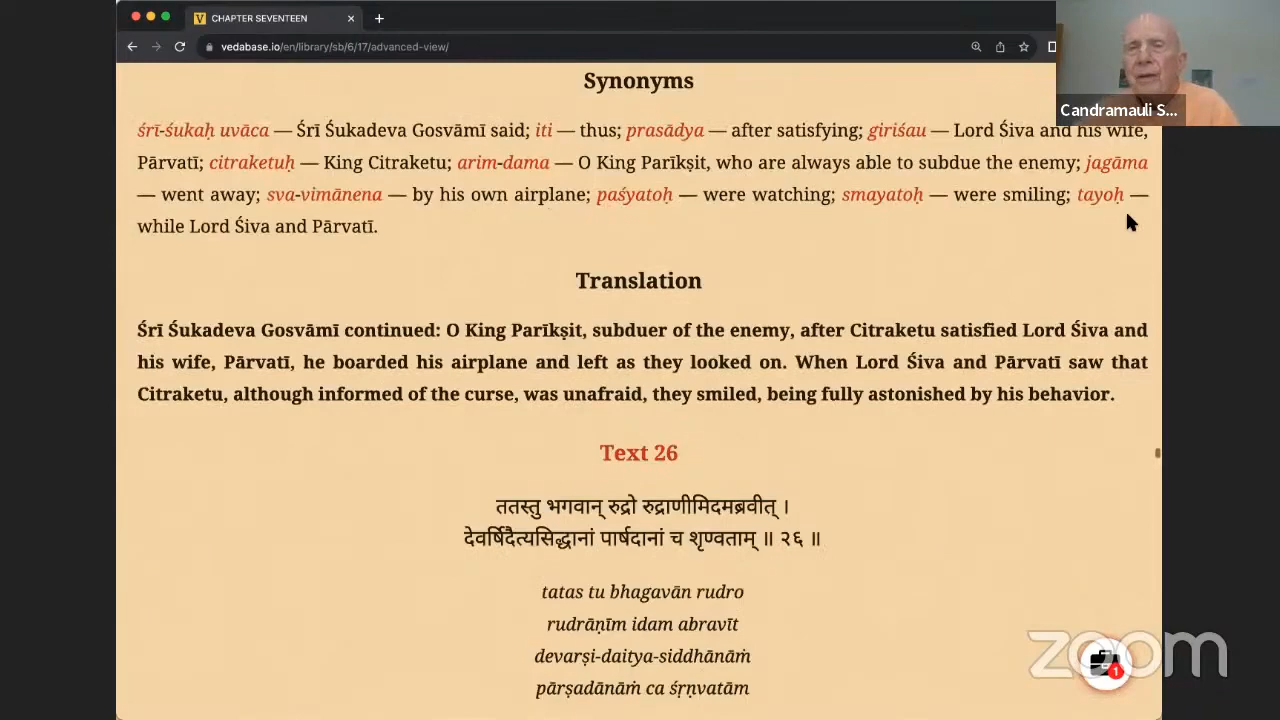 CHAPTER SEVENTEEN
vedabase.io/en/library/sb/6/17/advanced-view/
Candramauli S...
Synonyms
śrī-śukaḥ uvāca — Śrī Śukadeva Gosvāmī said; iti — thus; prasādya — after satisfying; giriśau — Lord Śiva and his wife,
Pārvatī; citraketuḥ — King Citraketu; arim-dama — O King Parīkṣit, who are always able to subdue the enemy; jagāma
— went away; sva-vimānena — by his own airplane; paśyatoḥ — were watching; smayatoḥ — were smiling; tayoḥ —
while Lord Śiva and Pārvatī.
Translation
Śrī Śukadeva Gosvāmī continued: O King Parīkṣit, subduer of the enemy, after Citraketu satisfied Lord Śiva and
his wife, Pārvatī, he boarded his airplane and left as they looked on. When Lord Śiva and Pārvatī saw that
Citraketu, although informed of the curse, was unafraid, they smiled, being fully astonished by his behavior.
Text 26
ततस्तु भगवान् रुद्रो रुद्राणीमिदमब्रवीत् ।
देवर्षिदैत्यसिद्धानां पार्षदानां च श‍ृण्वताम् ॥ २६ ॥
tatas tu bhagavān rudro
rudrāṇīm idam abravīt
devarṣi-daitya-siddhānāṁ
pārṣadānāṁ ca śṛṇvatām
zoom
1